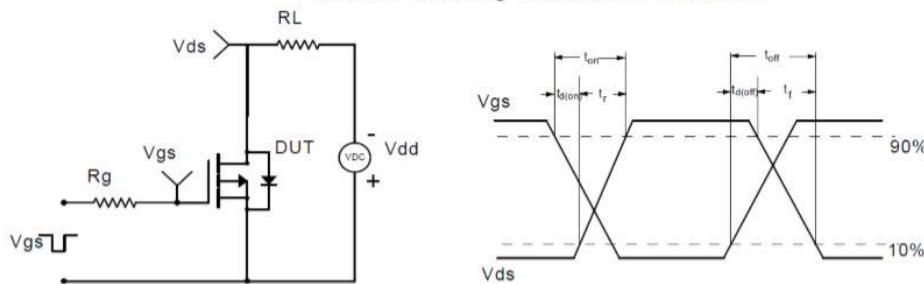 RL
Vds
Vgs
DUT
Rg
VDC
-
+
Vdd
Vgs
ton
toff
td(on)
tr
td(off)
tf
Vgs
90%
10%
Vds